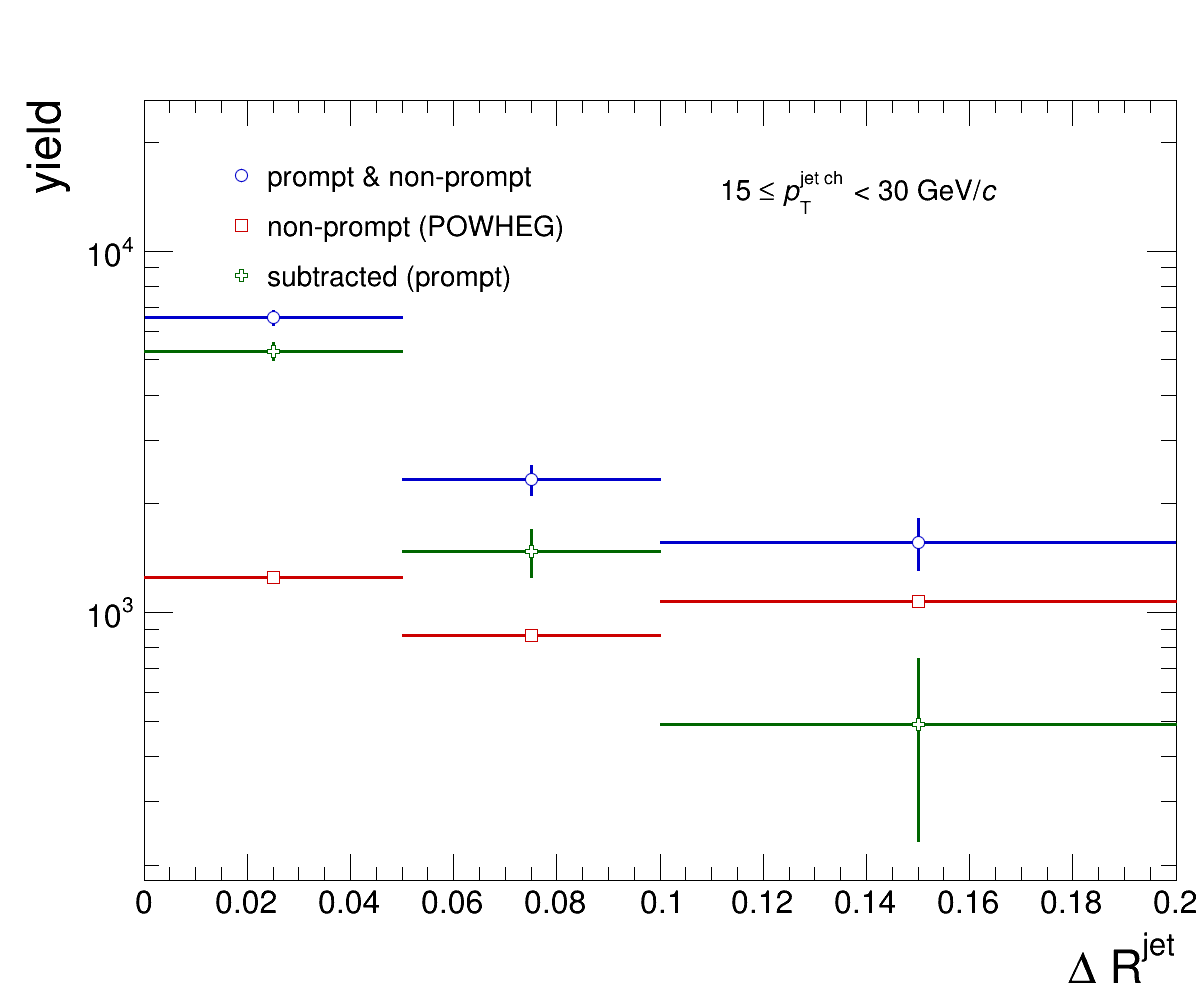 yield
prompt & non-prompt
non-prompt (POWHEG)
subtracted (prompt)
15 ≤ p_T^{jet ch} < 30 GeV/c
10^4
10^3
0 0.02 0.04 0.06 0.08 0.1 0.12 0.14 0.16 0.18 0.2
Δ R^{jet}